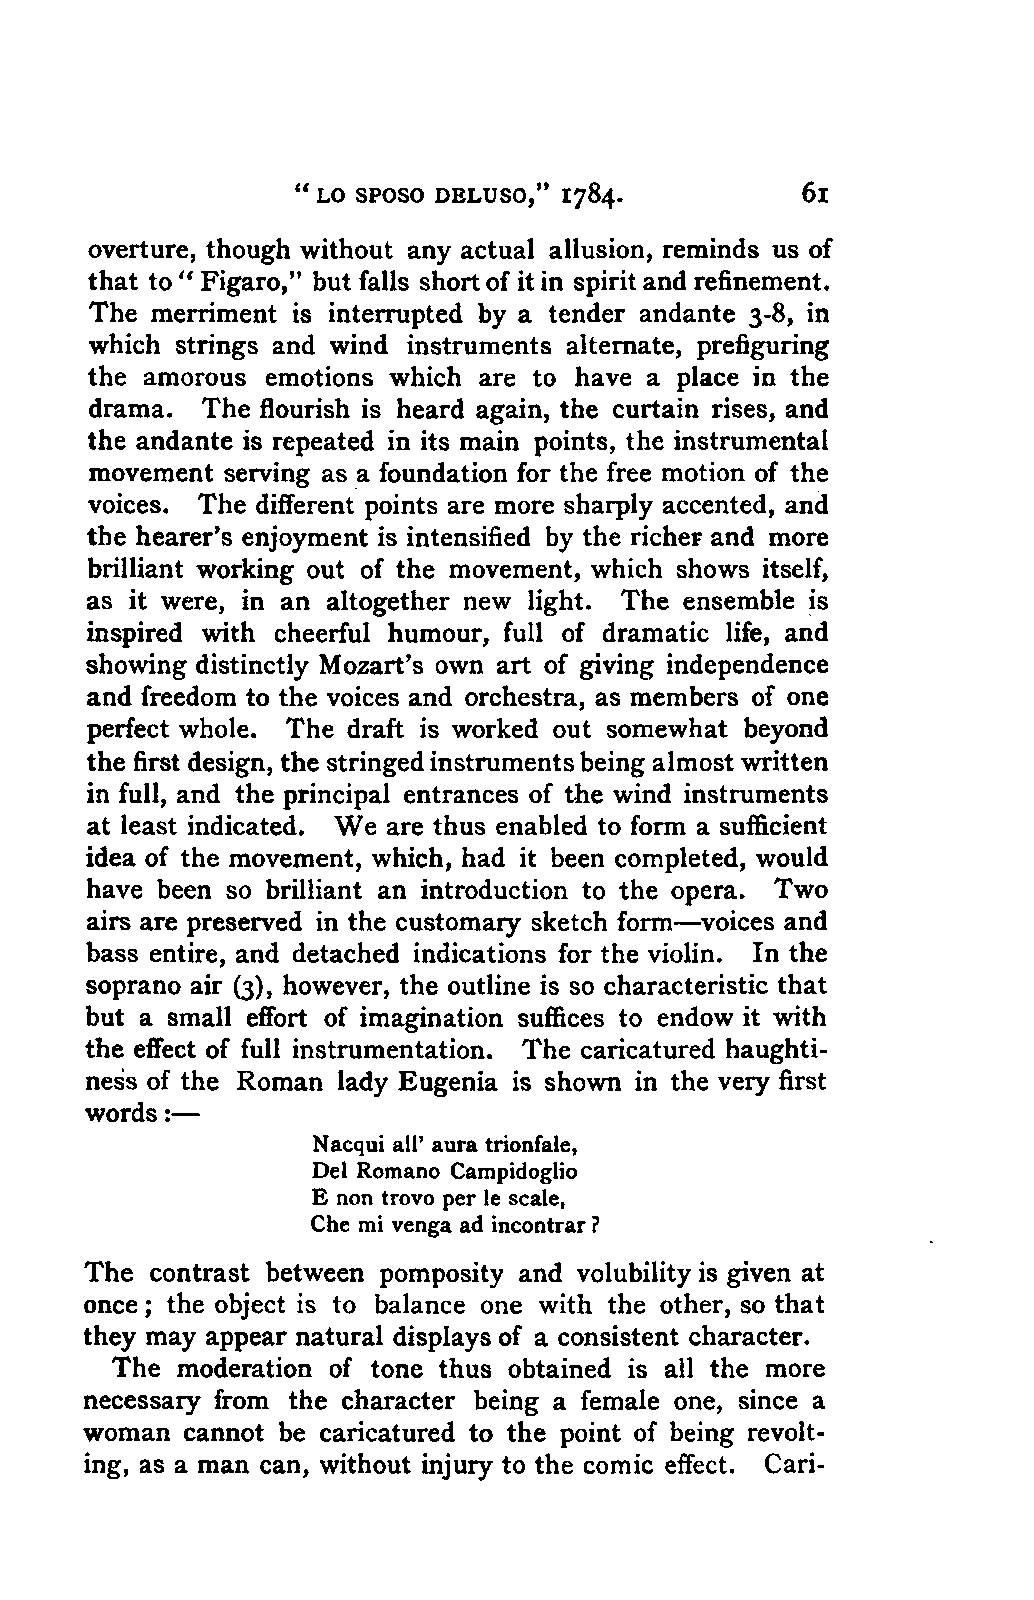 “ LO SPOSO DELUSO,” 1784. 61
overture, though without any actual allusion, reminds us of
that to “ Figaro,” but falls short of it in spirit and refinement.
The merriment is interrupted by a tender andante 3-8, in
which strings and wind instruments alternate, prefiguring
the amorous emotions which are to have a place in the
drama. The flourish is heard again, the curtain rises, and
the andante is repeated in its main points, the instrumental
movement serving as a foundation for the free motion of the
voices. The different points are more sharply accented, and
the hearer’s enjoyment is intensified by the richer and more
brilliant working out of the movement, which shows itself,
as it were, in an altogether new light. The ensemble is
inspired with cheerful humour, full of dramatic life, and
showing distinctly Mozart’s own art of giving independence
and freedom to the voices and orchestra, as members of one
perfect whole. The draft is worked out somewhat beyond
the first design, the stringed instruments being almost written
in full, and the principal entrances of the wind instruments
at least indicated. We are thus enabled to form a sufficient
idea of the movement, which, had it been completed, would
have been so brilliant an introduction to the opera. Two
airs are preserved in the customary sketch form—voices and
bass entire, and detached indications for the violin. In the
soprano air (3), however, the outline is so characteristic that
but a small effort of imagination suffices to endow it with
the effect of full instrumentation. The caricatured haughti-
ness of the Roman lady Eugenia is shown in the very first
words :—
Nacqui all’ aura trionfale,
Del Romano Campidoglio
E non trovo per le scale,
Che mi venga ad incontrar ?
The contrast between pomposity and volubility is given at
once ; the object is to balance one with the other, so that
they may appear natural displays of a consistent character.
The moderation of tone thus obtained is all the more
necessary from the character being a female one, since a
woman cannot be caricatured to the point of being revolt-
ing, as a man can, without injury to the comic effect. Cari-